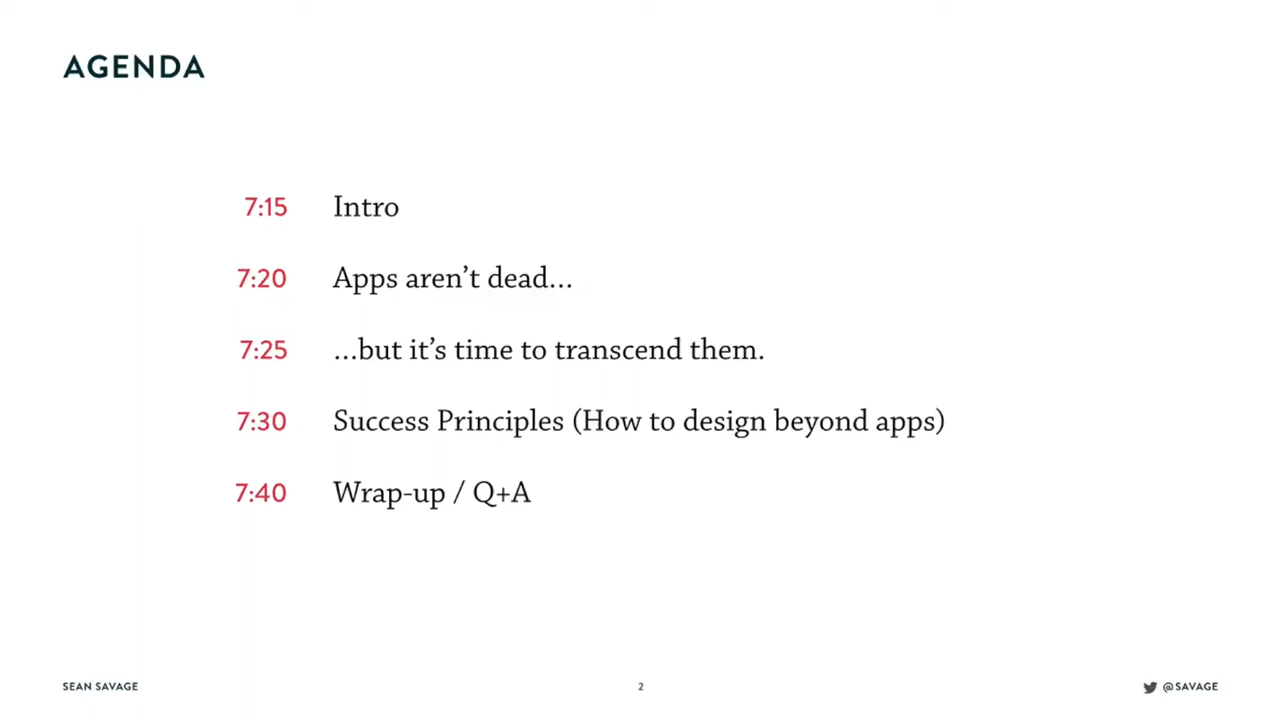 AGENDA
7:15 Intro
7:20 Apps aren’t dead…
7:25 …but it’s time to transcend them.
7:30 Success Principles (How to design beyond apps)
7:40 Wrap-up / Q+A
SEAN SAVAGE 2 @SAVAGE